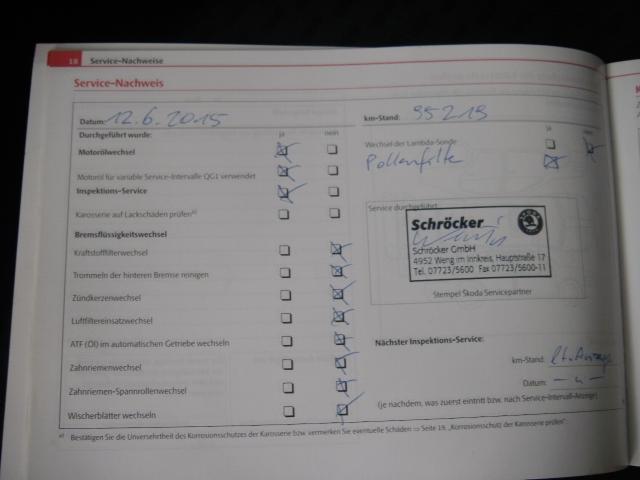 18 Service-Nachweise
Service-Nachweis
Datum: 12.6.2015
km-Stand: 95213
Durchgeführt wurde: ja nein
ja nein
Motorölwechsel
Wechsel der Lambda-Sonde
Motoröl für variable Service-Intervalle QG1 verwendet
Pollenfilter
Inspektions-Service
Karosserie auf Lackschäden prüfen a)
Service durchgeführt:
Schröcker
ŠKODA
Schröcker GmbH
4952 Weng im Innkreis, Hauptstraße 17
Tel. 07723/5600 Fax 07723/5600-11
Stempel Škoda Servicepartner
Bremsflüssigkeitswechsel
Kraftstofffilterwechsel
Trommeln der hinteren Bremse reinigen
Zündkerzenwechsel
Luftfiltereinsatzwechsel
ATF (Öl) im automatischen Getriebe wechseln
Zahnriemenwechsel
Zahnriemen-Spannrollenwechsel
Wischerblätter wechseln
Nächster Inspektions-Service:
km-Stand: lt. Anzeige
Datum: - " -
(je nachdem, was zuerst eintritt bzw. nach Service-Intervall-Anzeige)
a) Bestätigen Sie die Unversehrtheit des Korrosionsschutzes der Karosserie bzw. vermerken Sie eventuelle Schäden ⇒ Seite 19, „Korrosionsschutz der Karosserie prüfen".